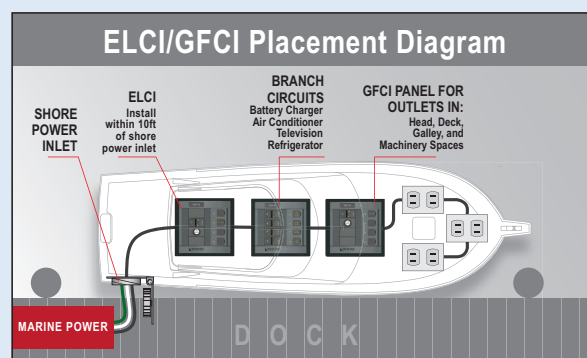 ELCI/GFCI Placement Diagram
SHORE
POWER
INLET
ELCI
Install
within 10ft
of shore
power inlet
BRANCH
CIRCUITS
Battery Charger
Air Conditioner
Television
Refrigerator
GFCI PANEL FOR
OUTLETS IN:
Head, Deck,
Galley, and
Machinery Spaces
MARINE POWER
DOCK